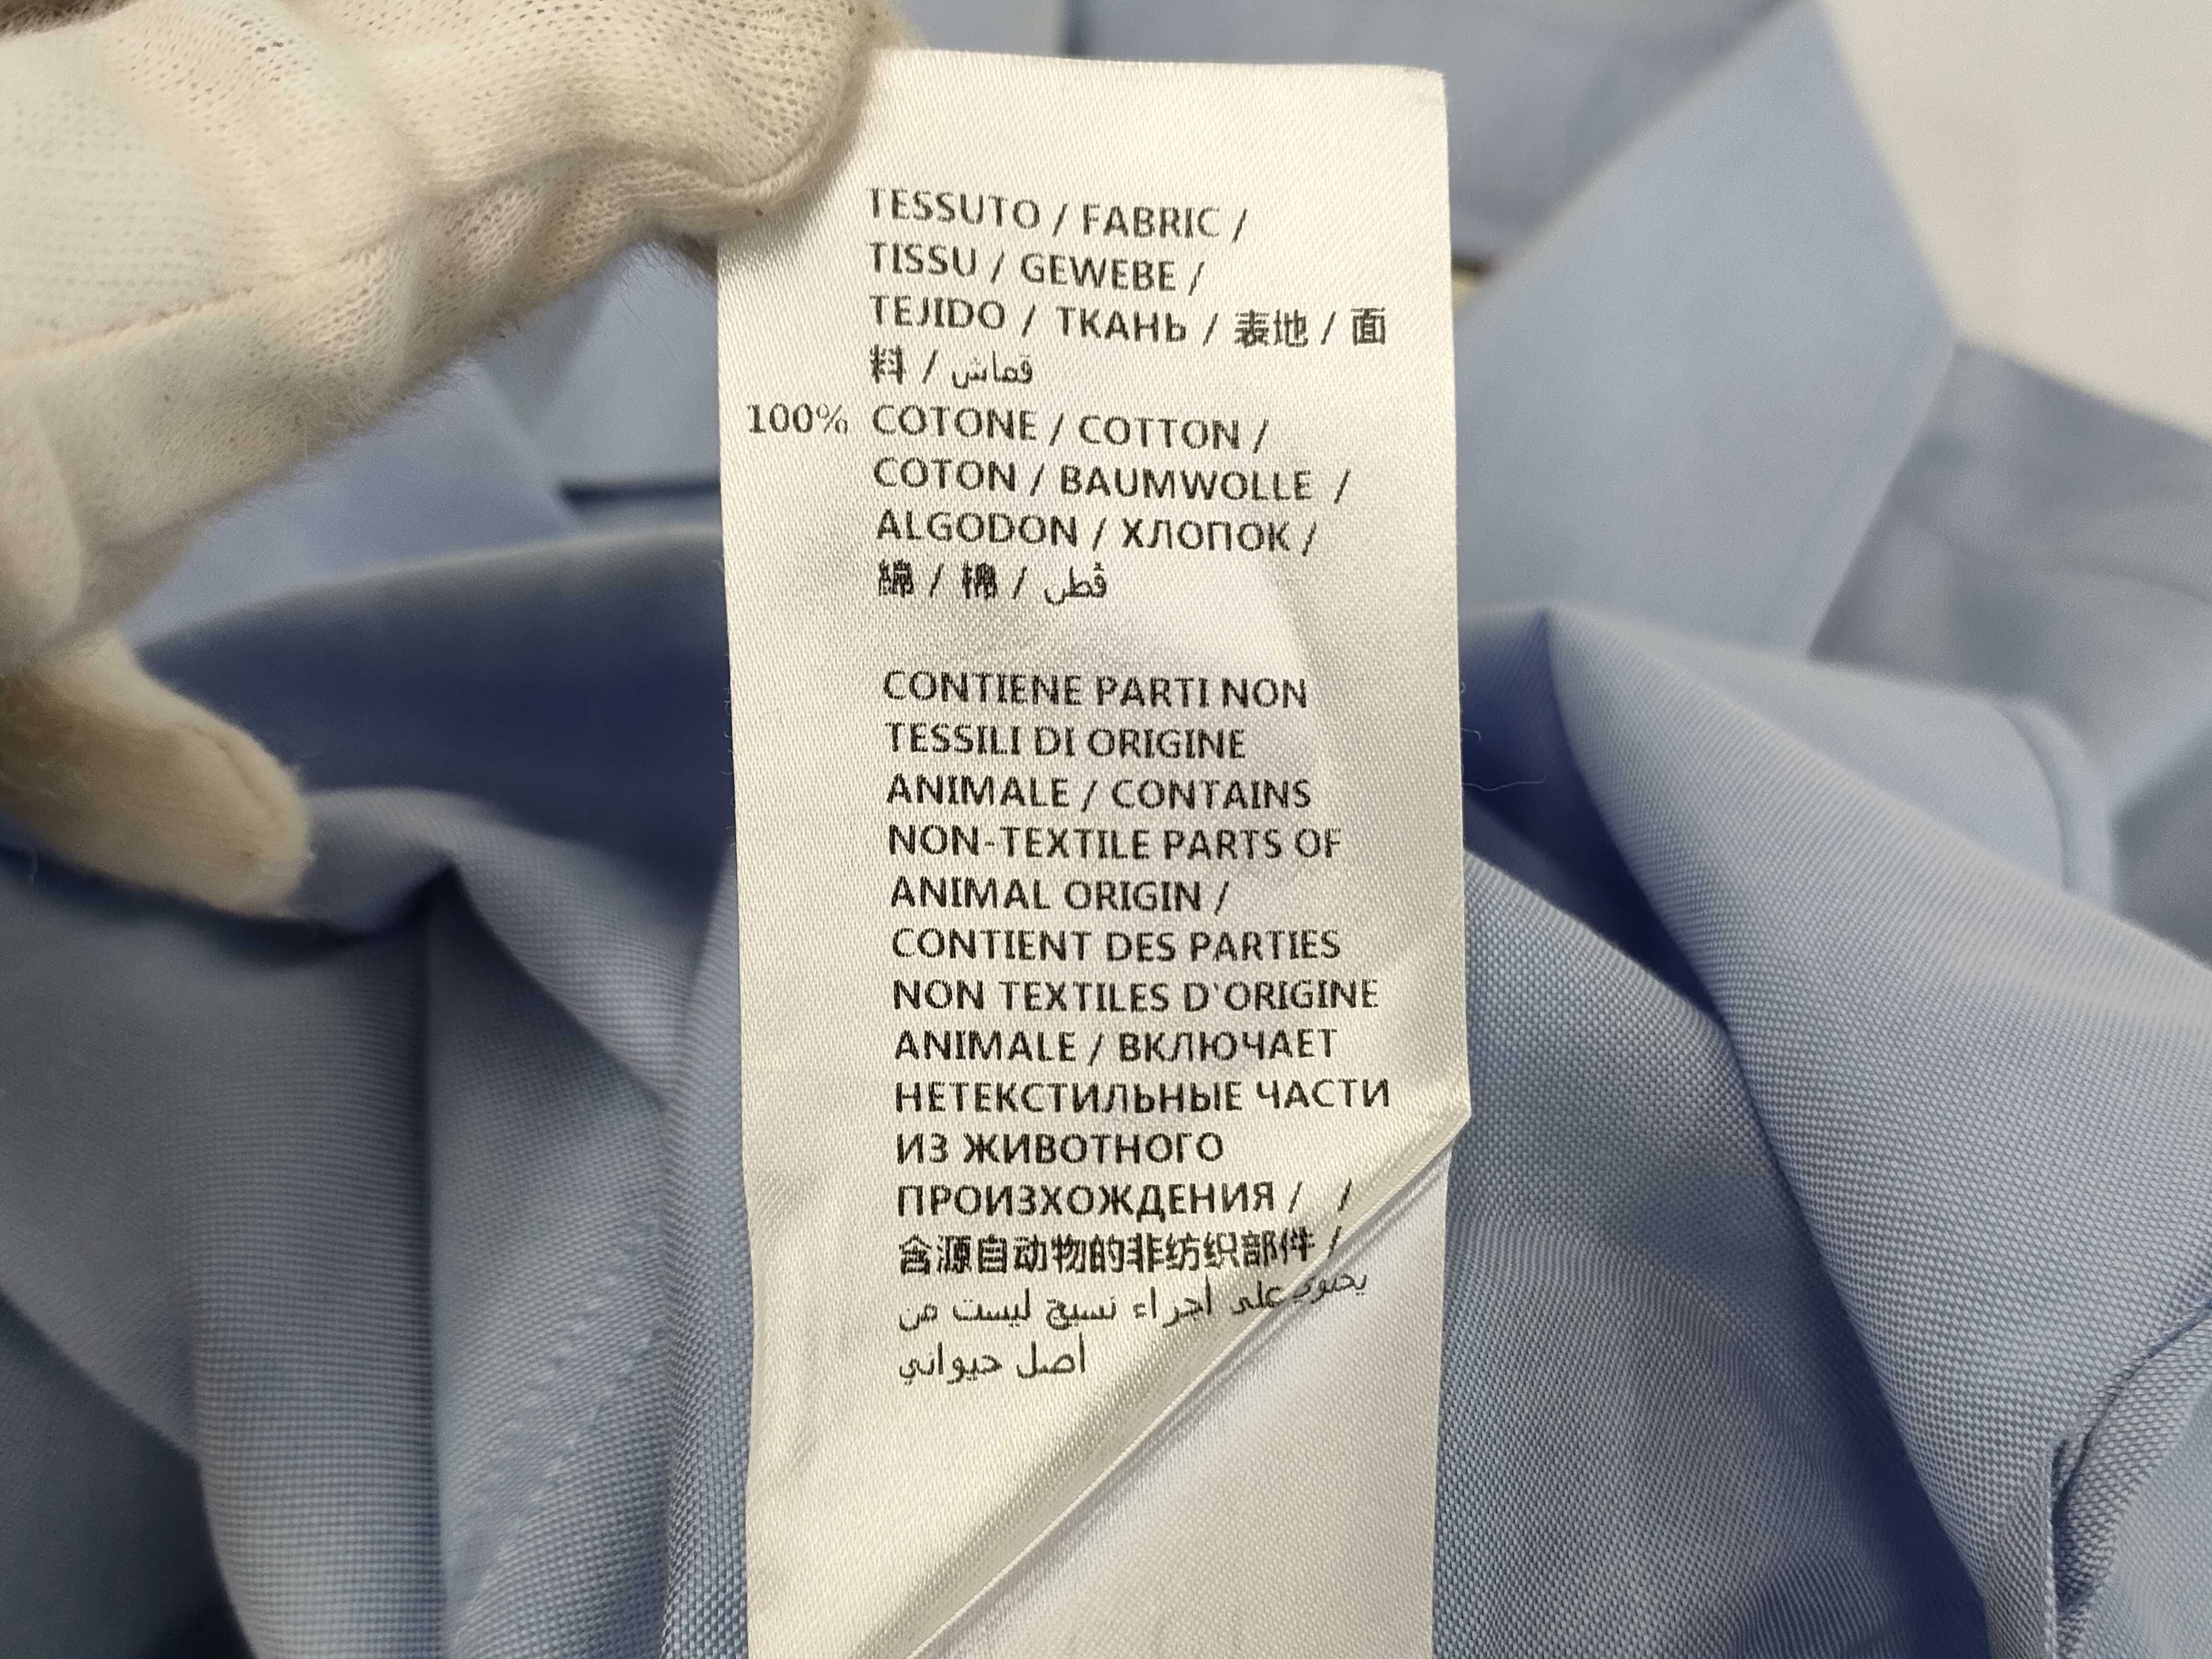 TESSUTO / FABRIC /
TISSU / GEWEBE /
TEJIDO / ТКАНЬ / 表地 / 面
料 / قماش
100% COTONE / COTTON /
COTON / BAUMWOLLE /
ALGODON / ХЛОПОК /
綿 / 棉 / قطن
CONTIENE PARTI NON
TESSILI DI ORIGINE
ANIMALE / CONTAINS
NON-TEXTILE PARTS OF
ANIMAL ORIGIN /
CONTIENT DES PARTIES
NON TEXTILES D'ORIGINE
ANIMALE / ВКЛЮЧАЕТ
НЕТЕКСТИЛЬНЫЕ ЧАСТИ
ИЗ ЖИВОТНОГО
ПРОИЗХОЖДЕНИЯ / /
含源自动物的非纺织部件 /
يحتوي على أجزاء نسيج ليست من
أصل حيواني